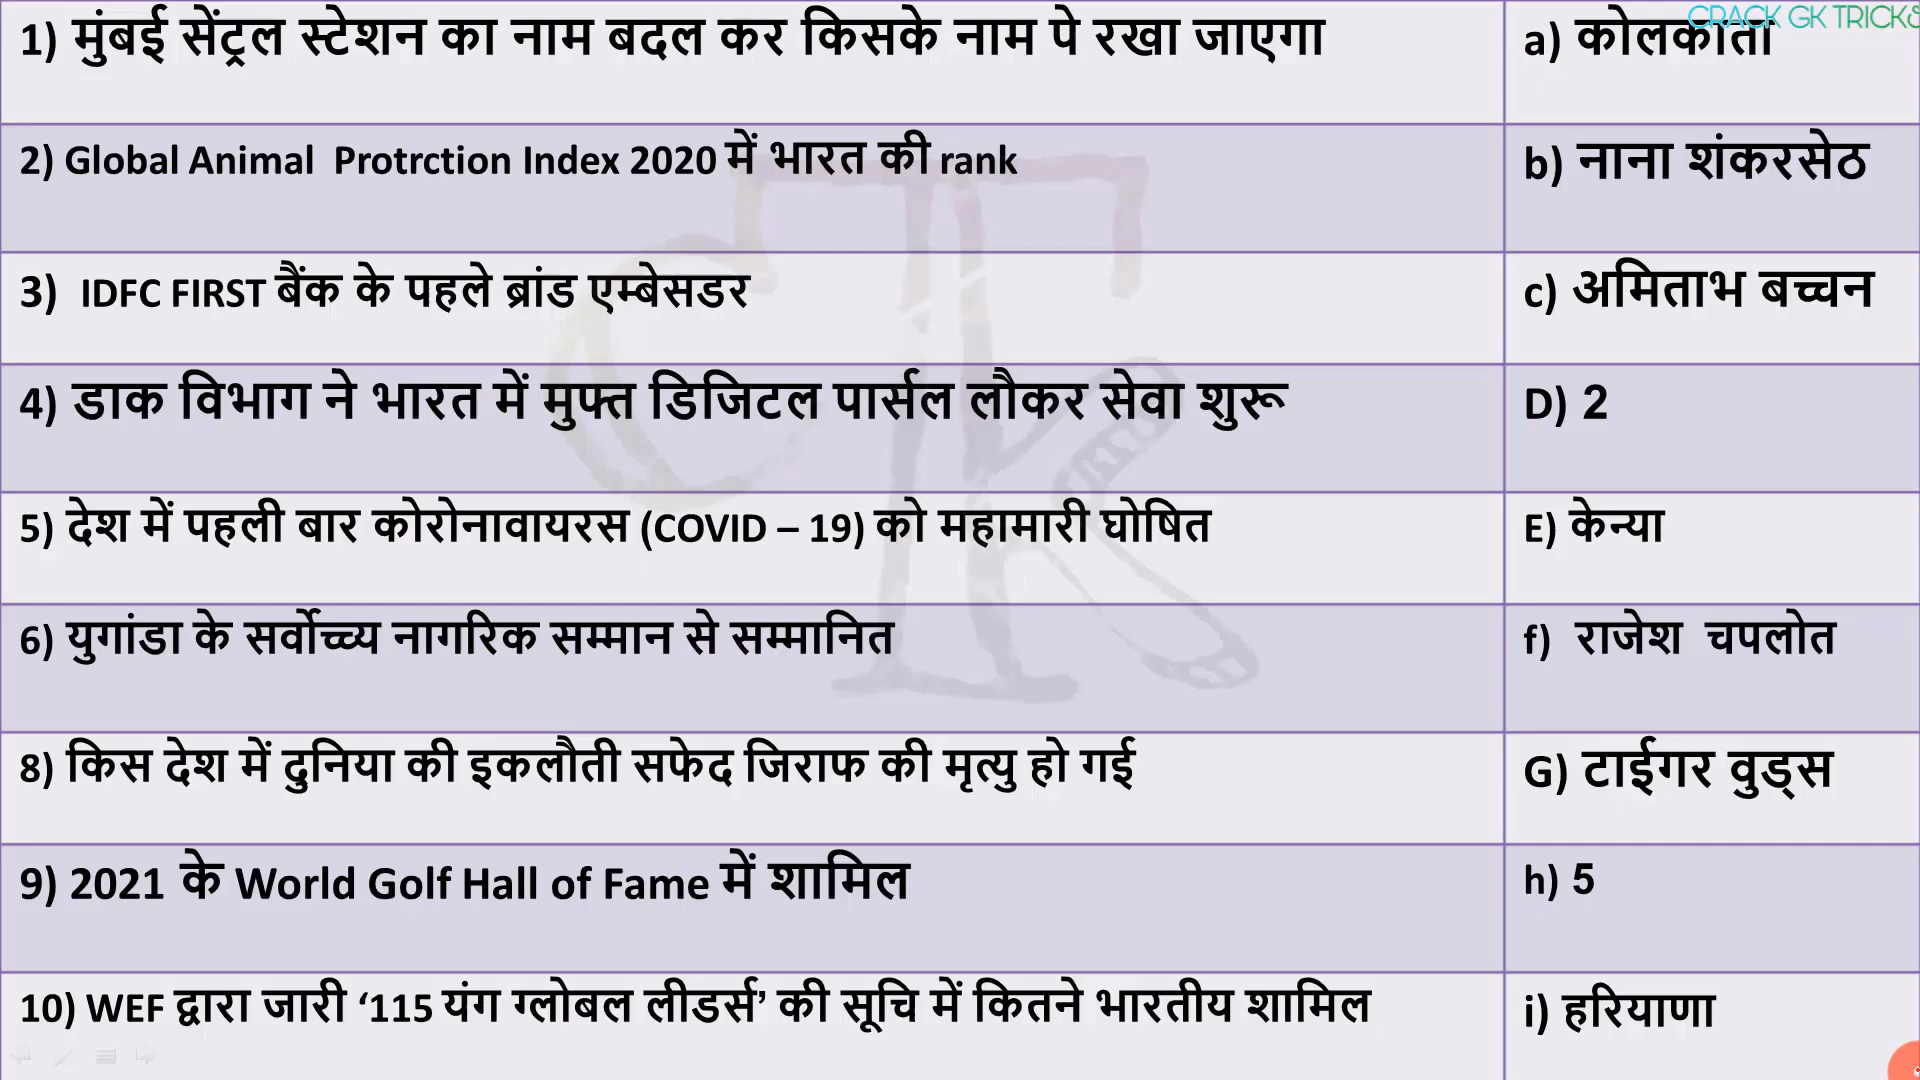 CRACK GK TRICKS
1) मुंबई सेंट्रल स्टेशन का नाम बदल कर किसके नाम पे रखा जाएगा
a) कोलकाता
2) Global Animal Protrction Index 2020 में भारत की rank
b) नाना शंकरसेठ
3) IDFC FIRST बैंक के पहले ब्रांड एम्बेसडर
c) अमिताभ बच्चन
4) डाक विभाग ने भारत में मुफ्त डिजिटल पार्सल लौकर सेवा शुरू
D) 2
5) देश में पहली बार कोरोनावायरस (COVID – 19) को महामारी घोषित
E) केन्या
6) युगांडा के सर्वोच्च्य नागरिक सम्मान से सम्मानित
f) राजेश चपलोत
8) किस देश में दुनिया की इकलौती सफेद जिराफ की मृत्यु हो गई
G) टाईगर वुड्स
9) 2021 के World Golf Hall of Fame में शामिल
h) 5
10) WEF द्वारा जारी ‘115 यंग ग्लोबल लीडर्स’ की सूचि में कितने भारतीय शामिल
i) हरियाणा